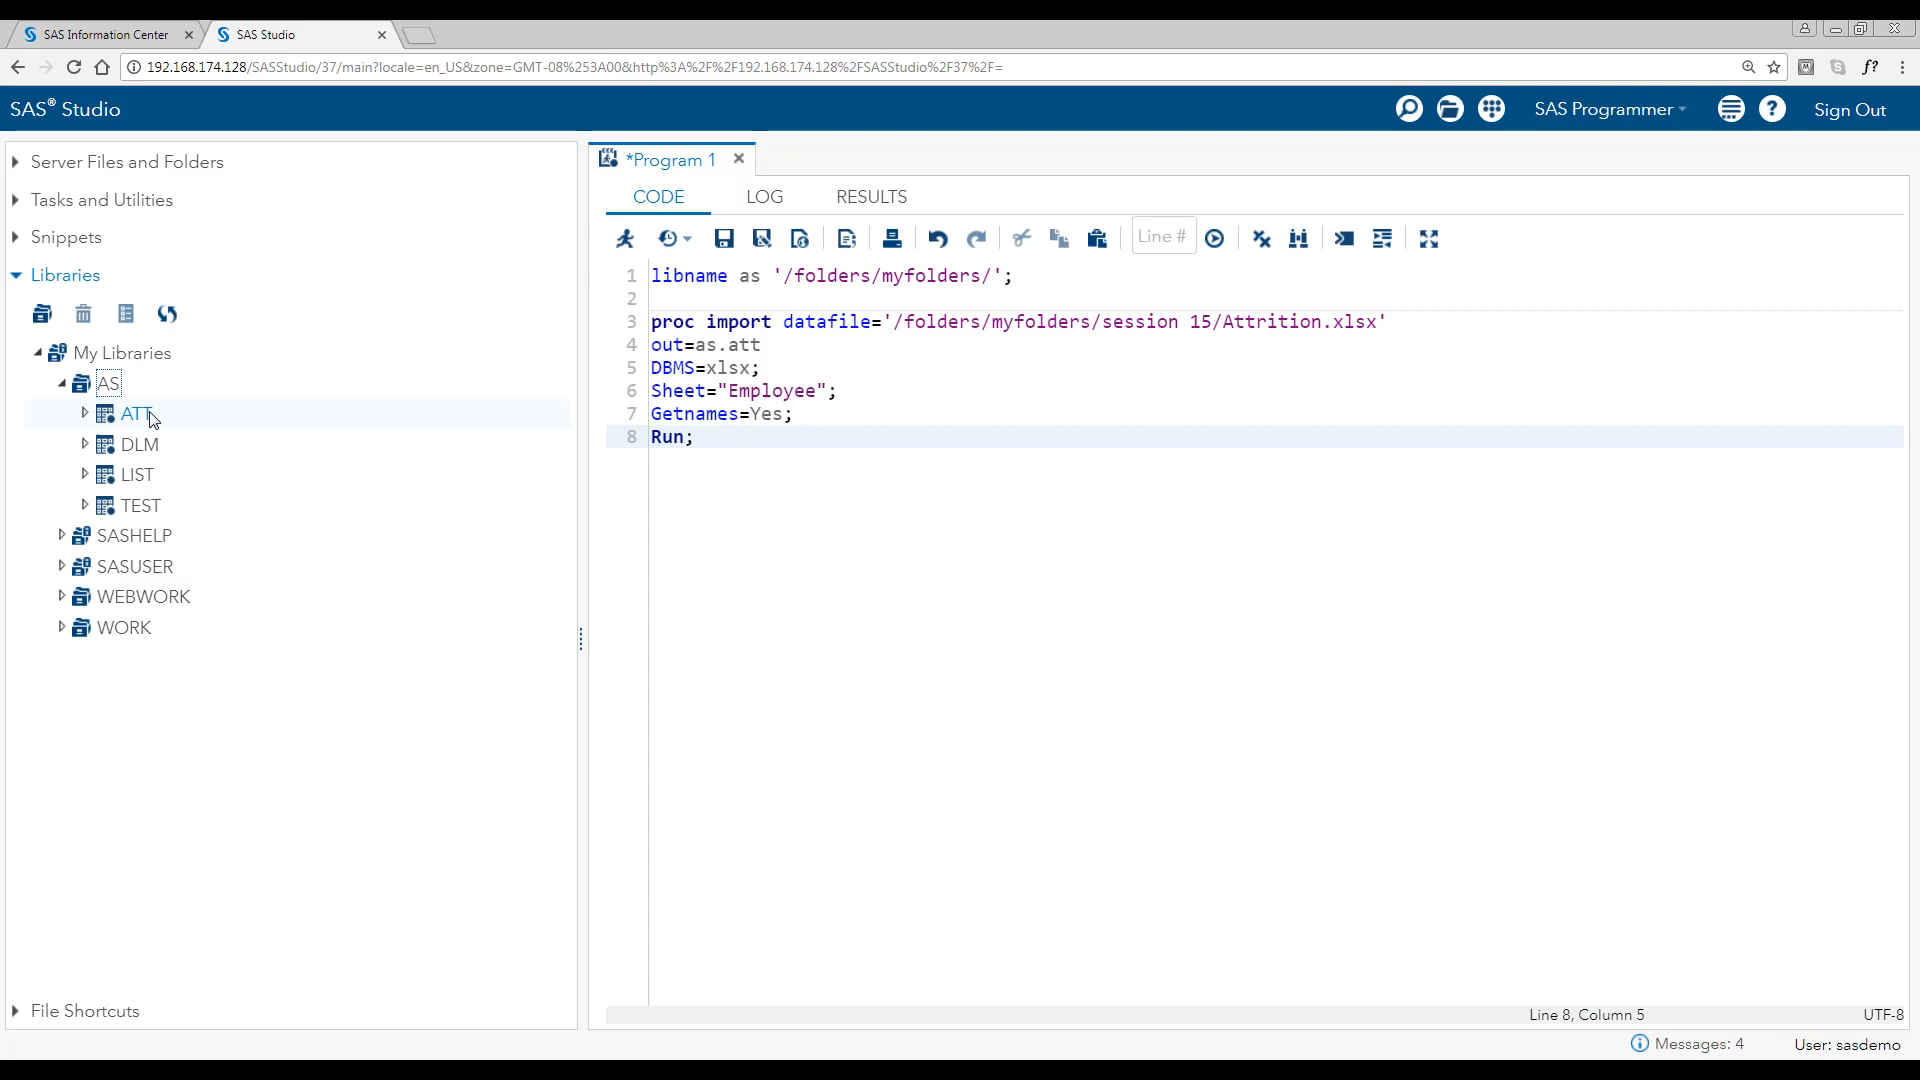 SAS Information Center
SAS Studio
192.168.174.128/SASStudio/37/main?locale=en_US&zone=GMT-08%253A00&http%3A%2F%2F192.168.174.128%2FSASStudio%2F37%2F=
f?
SAS® Studio
SAS Programmer
?
Sign Out
Server Files and Folders
Tasks and Utilities
Snippets
Libraries
My Libraries
AS
ATT
DLM
LIST
TEST
SASHELP
SASUSER
WEBWORK
WORK
File Shortcuts
*Program 1
CODE
LOG
RESULTS
Line #
1 libname as '/folders/myfolders/';
2
3 proc import datafile='/folders/myfolders/session 15/Attrition.xlsx'
4 out=as.att
5 DBMS=xlsx;
6 Sheet="Employee";
7 Getnames=Yes;
8 Run;
Line 8, Column 5
UTF-8
Messages: 4
User: sasdemo